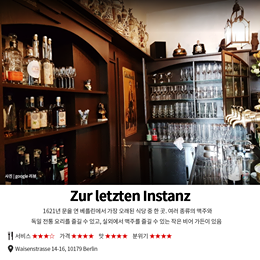 사진 | google 리뷰
Zur letzten Instanz
1621년 문을 연 베를린에서 가장 오래된 식당 중 한 곳. 여러 종류의 맥주와
독일 전통 요리를 즐길 수 있고, 실외에서 맥주를 즐길 수 있는 작은 비어 가든이 있음
서비스 ★★★☆ 가격 ★★★★ 맛 ★★★★ 분위기 ★★★★
Waisenstrasse 14-16, 10179 Berlin